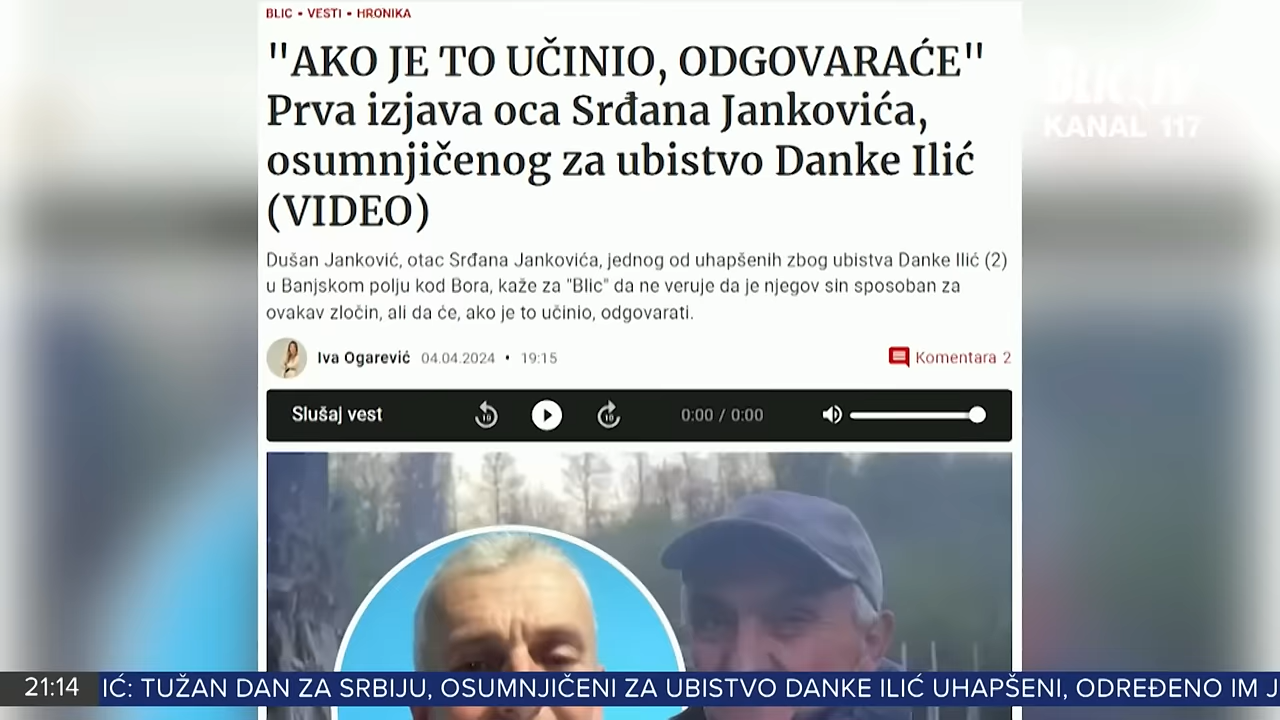 BLIC • VESTI • HRONIKA
"AKO JE TO UČINIO, ODGOVARAĆE"
Prva izjava oca Srđana Jankovića,
osumnjičenog za ubistvo Danke Ilić
(VIDEO)
Dušan Janković, otac Srđana Jankovića, jednog od uhapšenih zbog ubistva Danke Ilić (2)
u Banjskom polju kod Bora, kaže za "Blic" da ne veruje da je njegov sin sposoban za
ovakav zločin, ali da će, ako je to učinio, odgovarati.
Iva Ogarević 04.04.2024 • 19:15 Komentara 2
Slušaj vest 10 10 0:00 / 0:00
BLIC TV
KANAL 117
21:14 IĆ: TUŽAN DAN ZA SRBIJU, OSUMNJIČENI ZA UBISTVO DANKE ILIĆ UHAPŠENI, ODREĐENO IM J